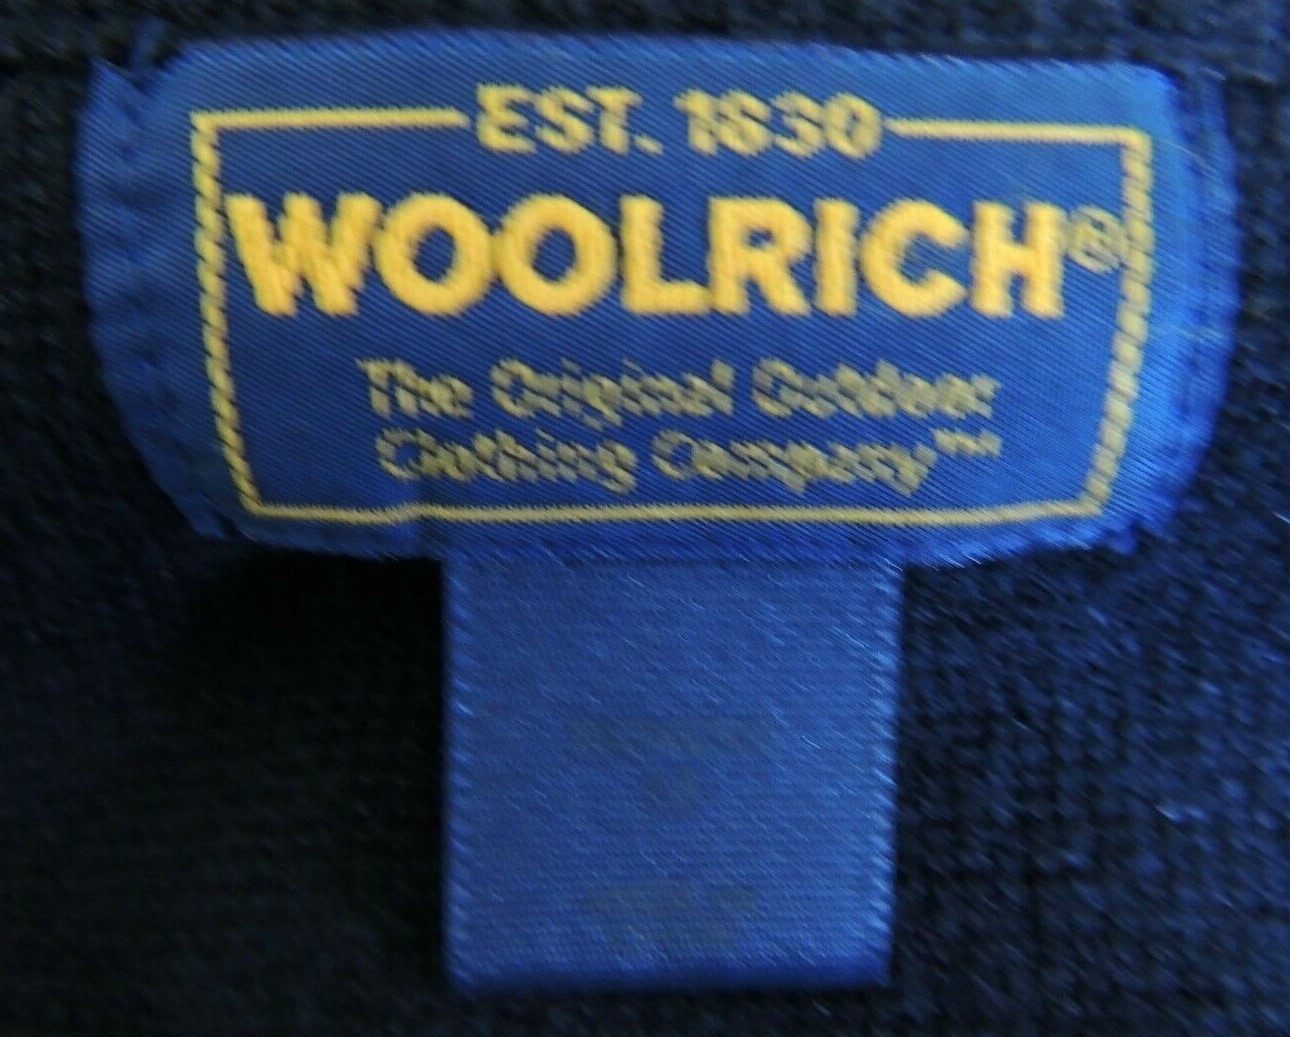 EST. 1830
WOOLRICH®
The Original Outdoor
Clothing Company™